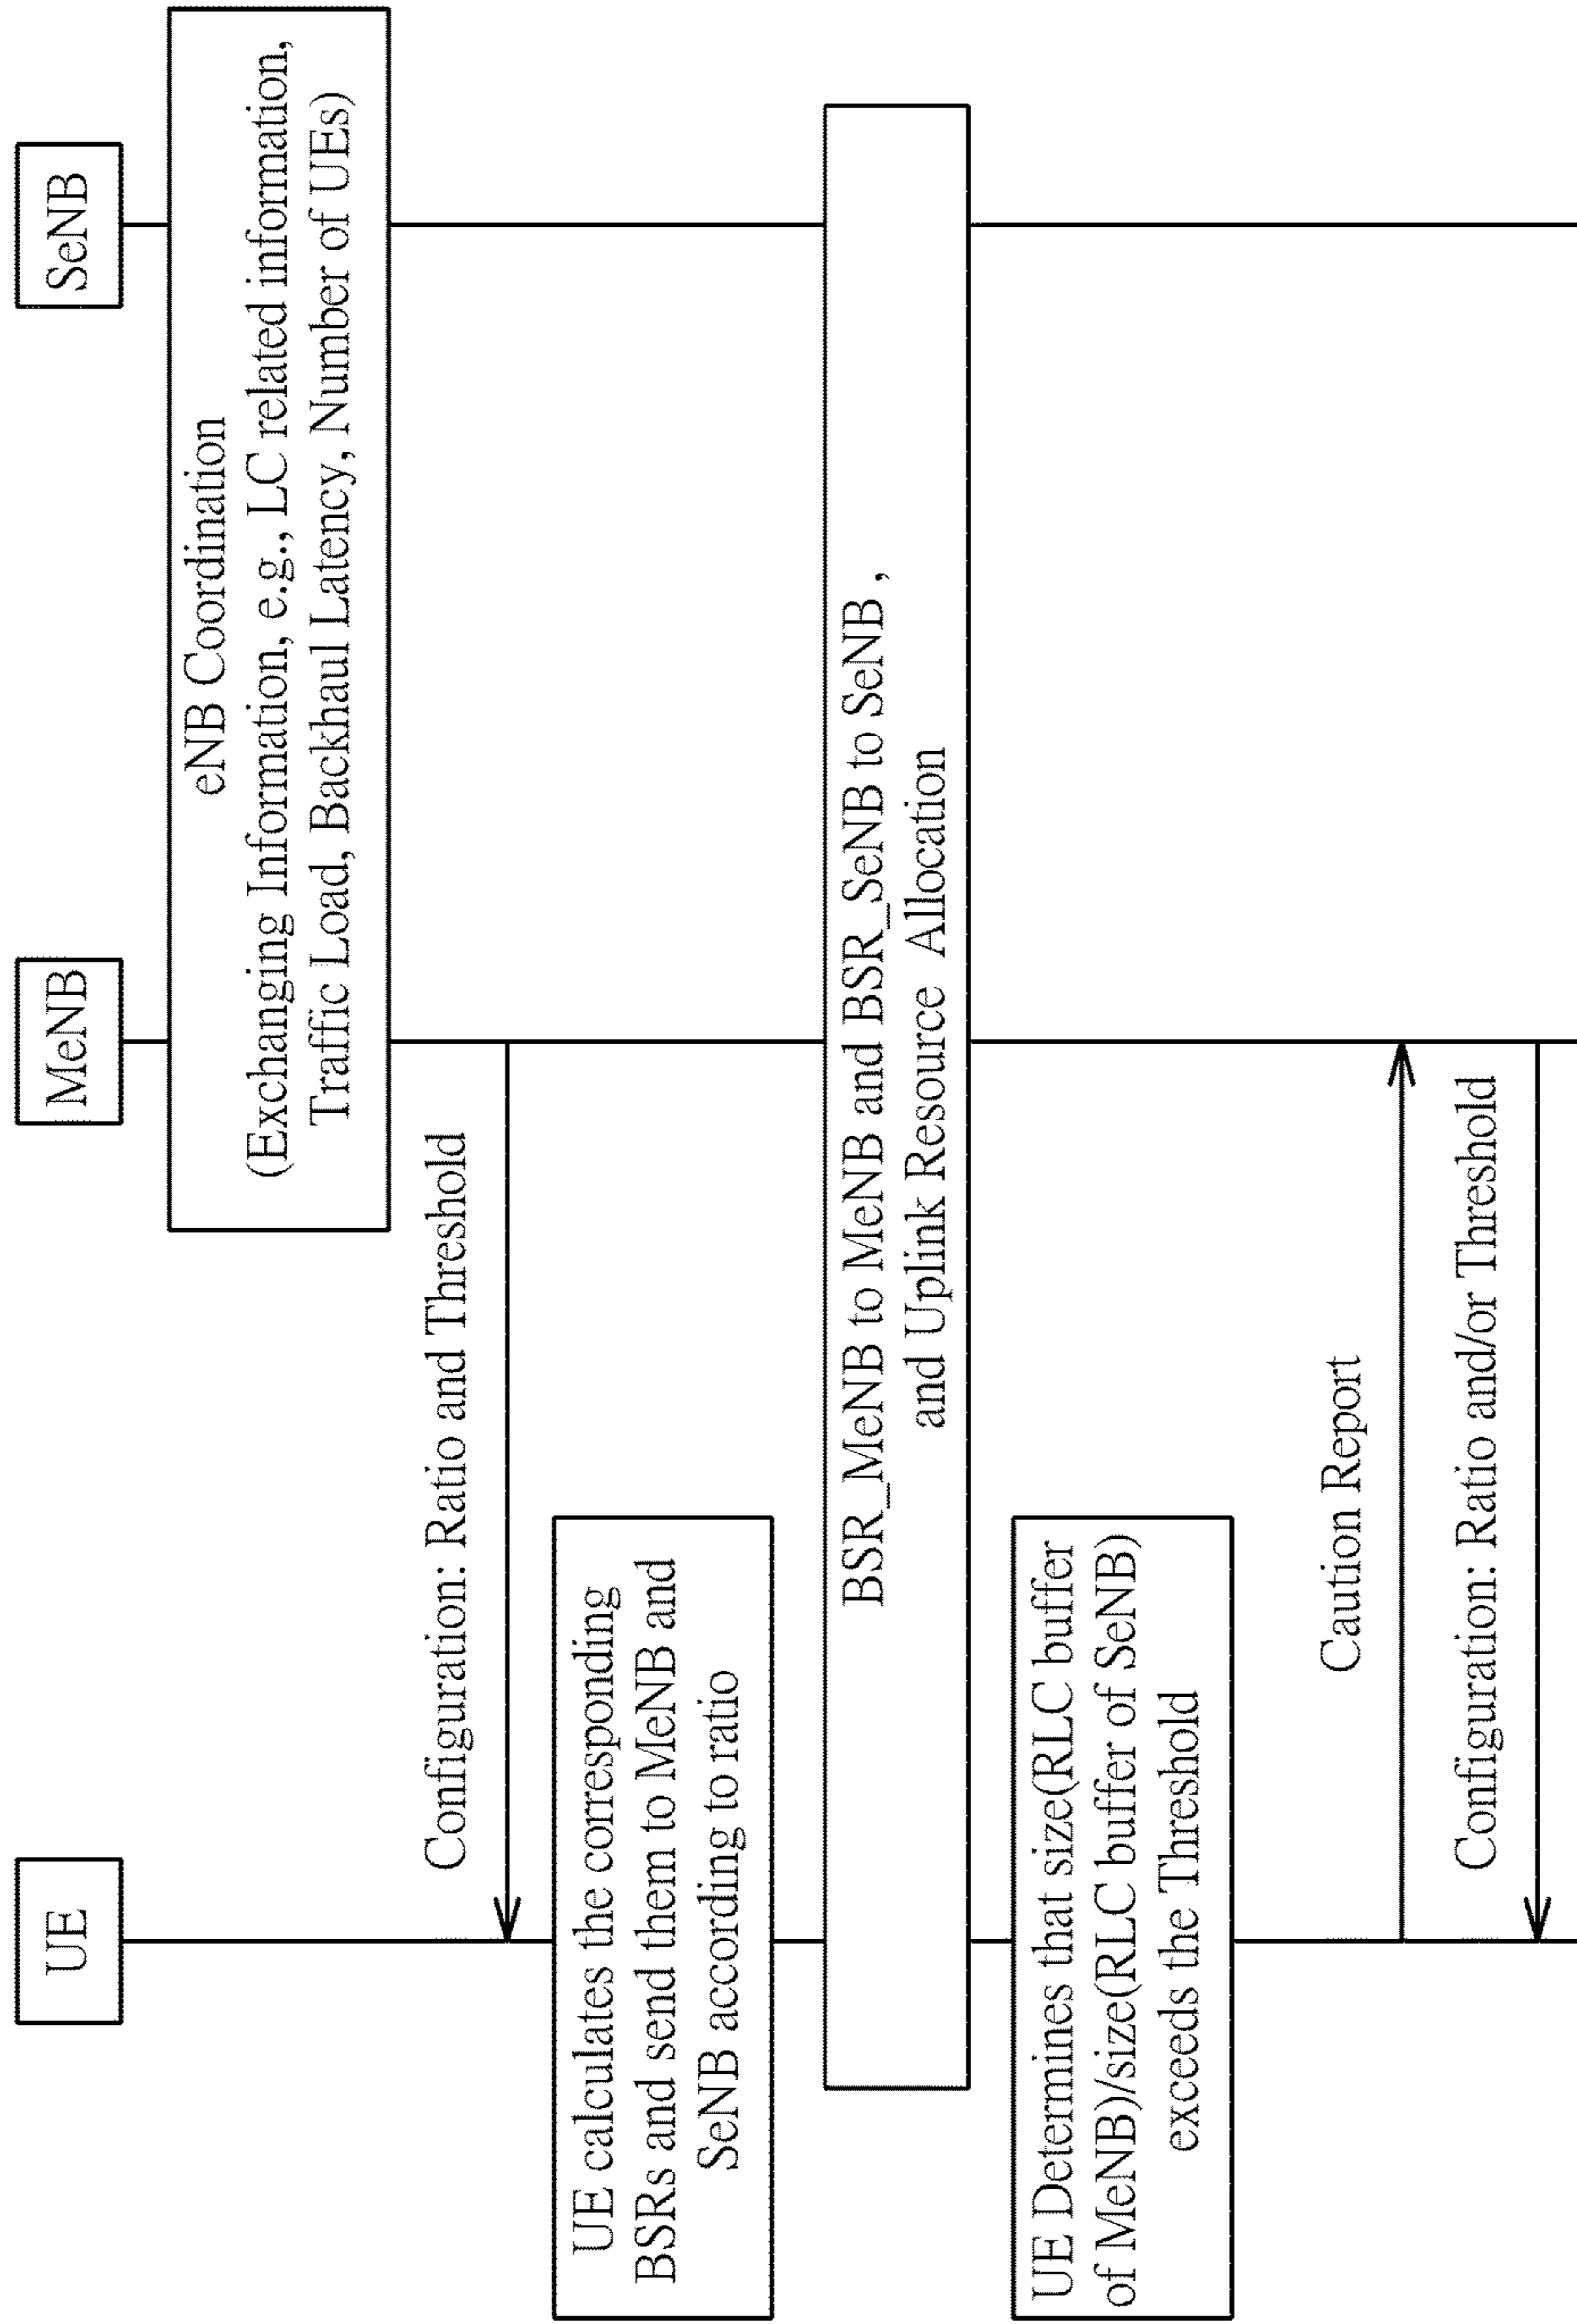 UE
MeNB
SeNB
eNB Coordination
(Exchanging Information, e.g., LC related information,
Traffic Load, Backhaul Latency, Number of UEs)
Configuration: Ratio and Threshold
UE calculates the corresponding
BSRs and send them to MeNB and
SeNB according to ratio
BSR_MeNB to MeNB and BSR_SeNB to SeNB ,
and Uplink Resource Allocation
UE Determines that size(RLC buffer
of MeNB)/size(RLC buffer of SeNB)
exceeds the Threshold
Caution Report
Configuration: Ratio and/or Threshold